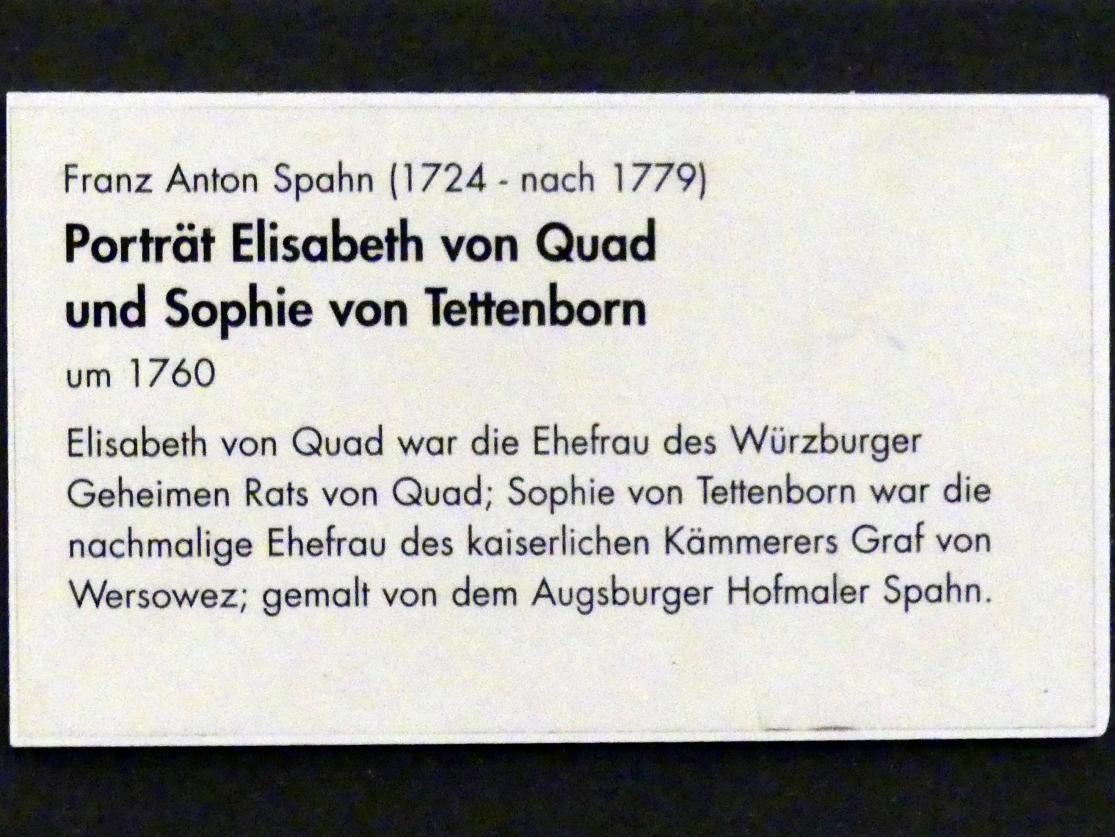 Franz Anton Spahn (1724 - nach 1779)
Porträt Elisabeth von Quad
und Sophie von Tettenborn
um 1760
Elisabeth von Quad war die Ehefrau des Würzburger
Geheimen Rats von Quad; Sophie von Tettenborn war die
nachmalige Ehefrau des kaiserlichen Kämmerers Graf von
Wersowez; gemalt von dem Augsburger Hofmaler Spahn.